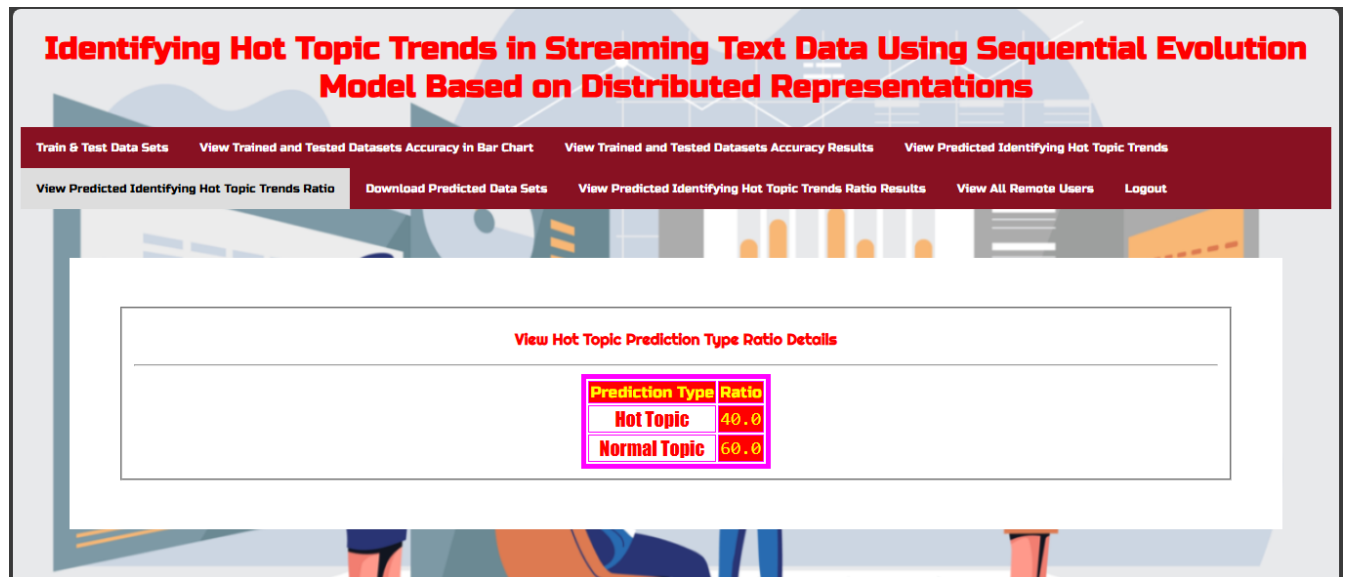 Identifying Hot Topic Trends in Streaming Text Data Using Sequential Evolution
Model Based on Distributed Representations
Train & Test Data Sets View Trained and Tested Datasets Accuracy in Bar Chart View Trained and Tested Datasets Accuracy Results View Predicted Identifying Hot Topic Trends
View Predicted Identifying Hot Topic Trends Ratio Download Predicted Data Sets View Predicted Identifying Hot Topic Trends Ratio Results View All Remote Users Logout
View Hot Topic Prediction Type Ratio Details
Prediction Type Ratio
Hot Topic 40.0
Normal Topic 60.0